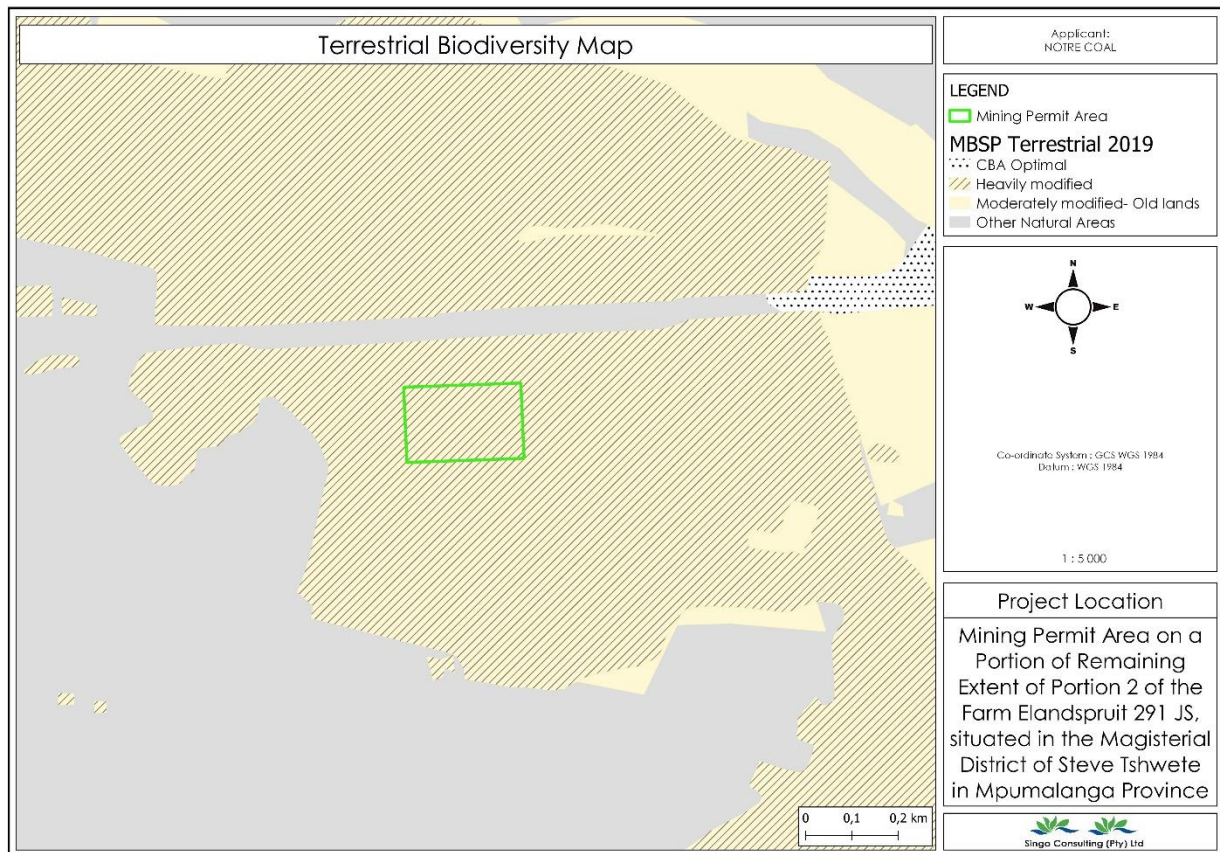 Terrestrial Biodiversity Map
Applicant:
NOTRE COAL
LEGEND
Mining Permit Area
MBSP Terrestrial 2019
CBA Optimal
Heavily modified
Moderately modified- Old lands
Other Natural Areas
N
W
E
S
Co-ordinate System : GCS WGS 1984
Datum : WGS 1984
1 : 5 000
Project Location
Mining Permit Area on a
Portion of Remaining
Extent of Portion 2 of the
Farm Elandspruit 291 JS,
situated in the Magisterial
District of Steve Tshwete
in Mpumalanga Province
0 0,1 0,2 km
Singo Consulting (Pty) Ltd